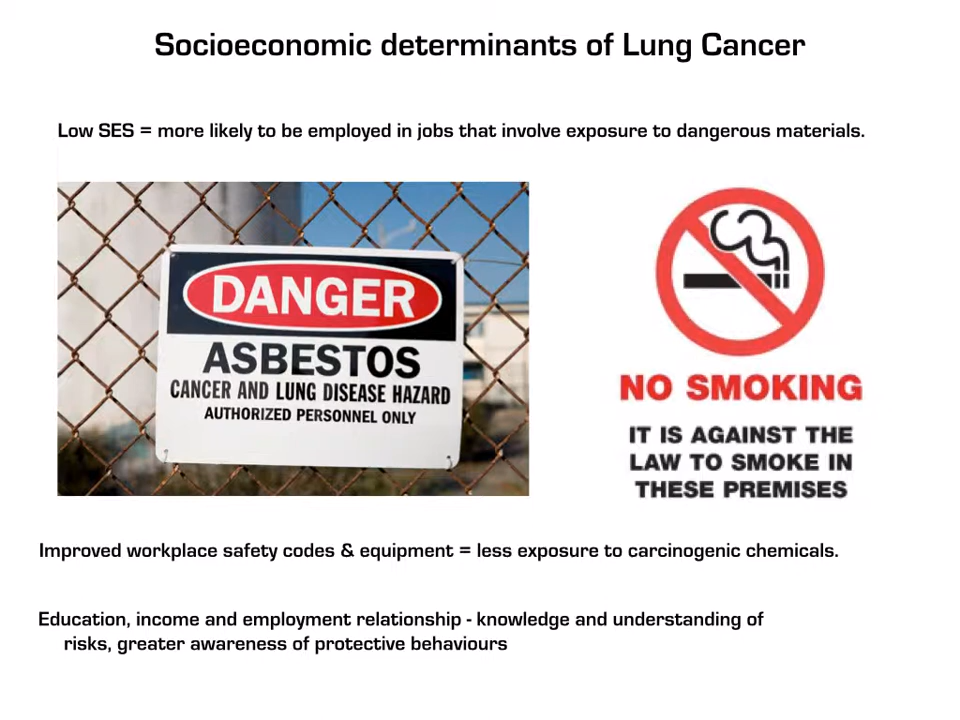 Socioeconomic determinants of Lung Cancer
Low SES = more likely to be employed in jobs that involve exposure to dangerous materials.
DANGER
ASBESTOS
CANCER AND LUNG DISEASE HAZARD
AUTHORIZED PERSONNEL ONLY
NO SMOKING
IT IS AGAINST THE
LAW TO SMOKE IN
THESE PREMISES
Improved workplace safety codes & equipment = less exposure to carcinogenic chemicals.
Education, income and employment relationship - knowledge and understanding of
risks, greater awareness of protective behaviours